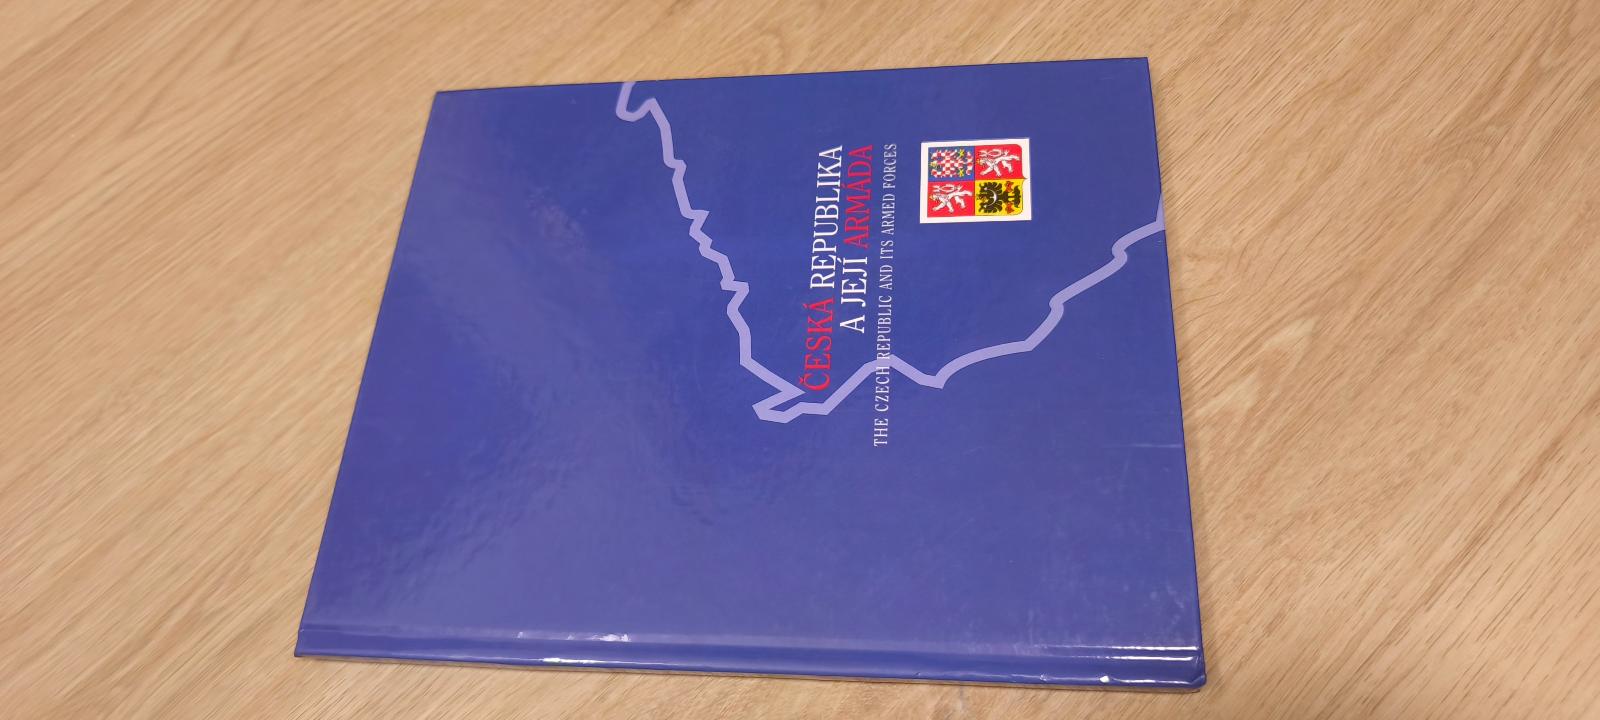 ČESKÁ REPUBLIKA
A JEJÍ ARMÁDA
THE CZECH REPUBLIC AND ITS ARMED FORCES